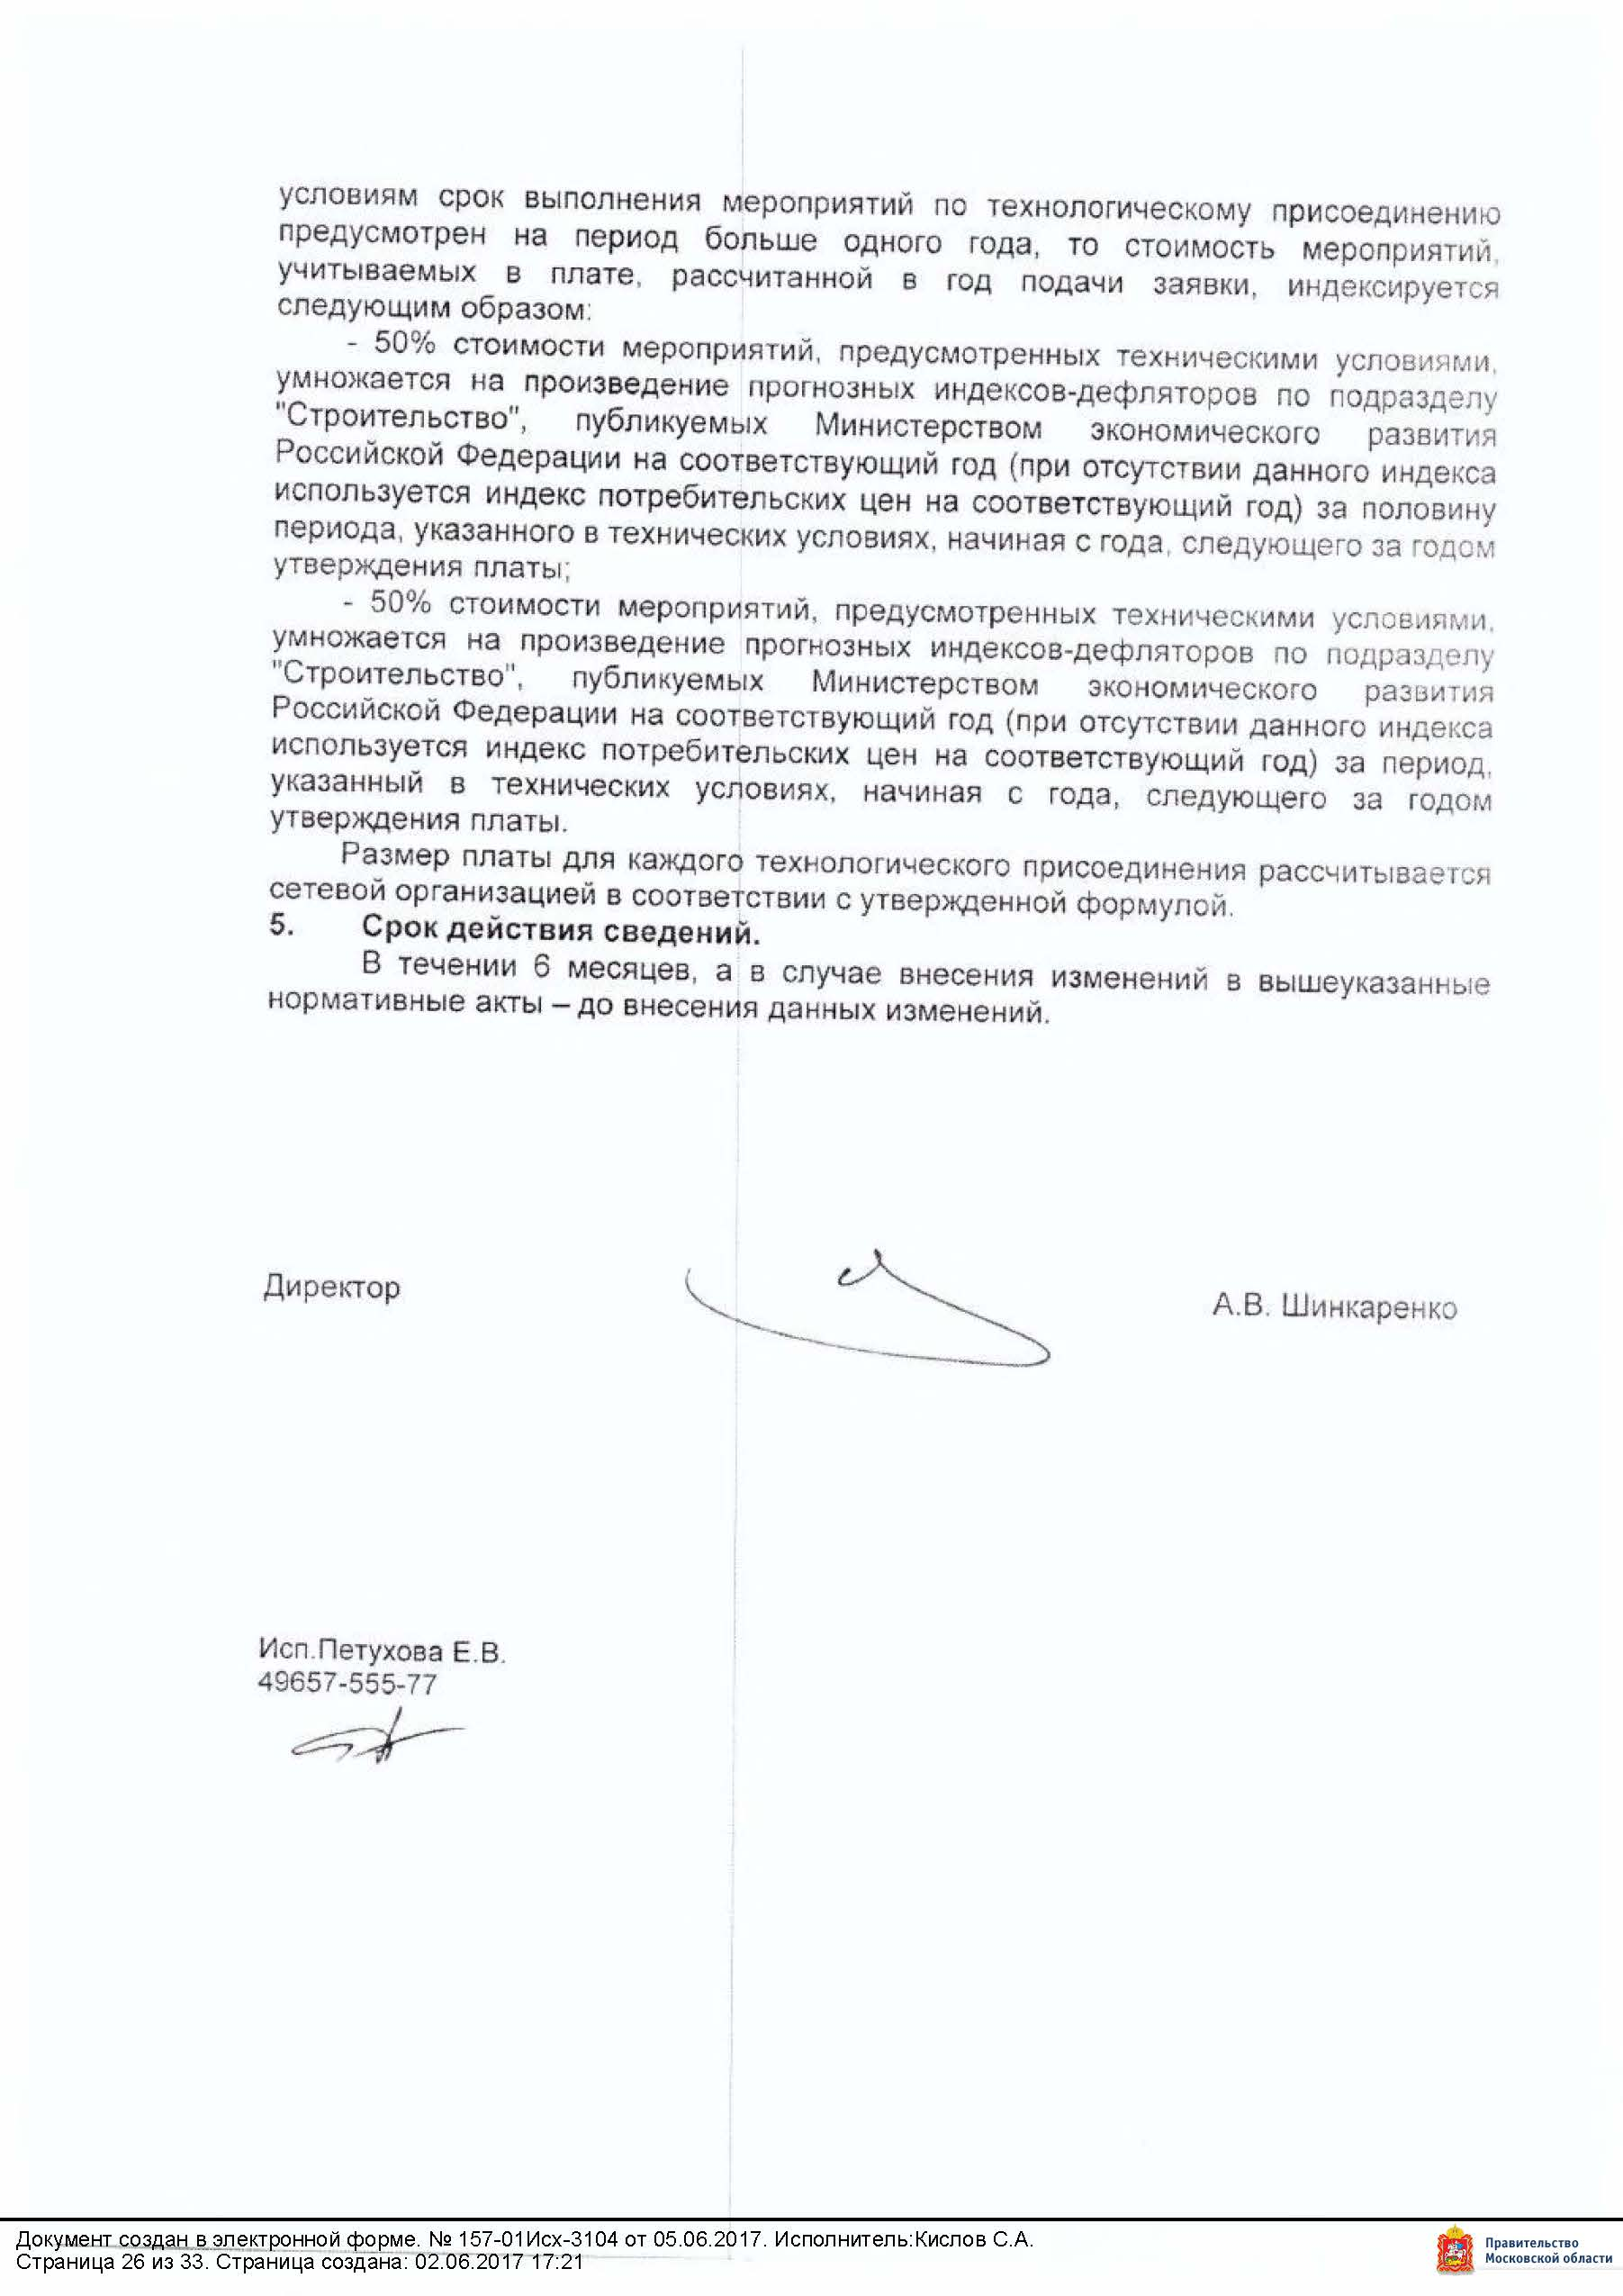 условиям срок выполнения мероприятий по технологическому присоединению
предусмотрен на период больше одного года, то стоимость мероприятий,
учитываемых в плате, рассчитанной в год подачи заявки, индексируется
следующим образом:
- 50% стоимости мероприятий, предусмотренных техническими условиями,
умножается на произведение прогнозных индексов-дефляторов по подразделу
"Строительство", публикуемых Министерством экономического развития
Российской Федерации на соответствующий год (при отсутствии данного индекса
используется индекс потребительских цен на соответствующий год) за половину
периода, указанного в технических условиях, начиная с года, следующего за годом
утверждения платы;
- 50% стоимости мероприятий, предусмотренных техническими условиями,
умножается на произведение прогнозных индексов-дефляторов по подразделу
"Строительство", публикуемых Министерством экономического развития
Российской Федерации на соответствующий год (при отсутствии данного индекса
используется индекс потребительских цен на соответствующий год) за период,
указанный в технических условиях, начиная с года, следующего за годом
утверждения платы.
Размер платы для каждого технологического присоединения рассчитывается
сетевой организацией в соответствии с утвержденной формулой.
5. Срок действия сведений.
В течении 6 месяцев, а в случае внесения изменений в вышеуказанные
нормативные акты – до внесения данных изменений.
Директор
А.В. Шинкаренко
Исп.Петухова Е.В.
49657-555-77
Документ создан в электронной форме. № 157-01Исх-3104 от 05.06.2017. Исполнитель:Кислов С.А.
Страница 26 из 33. Страница создана: 02.06.2017 17:21
Правительство
Московской области